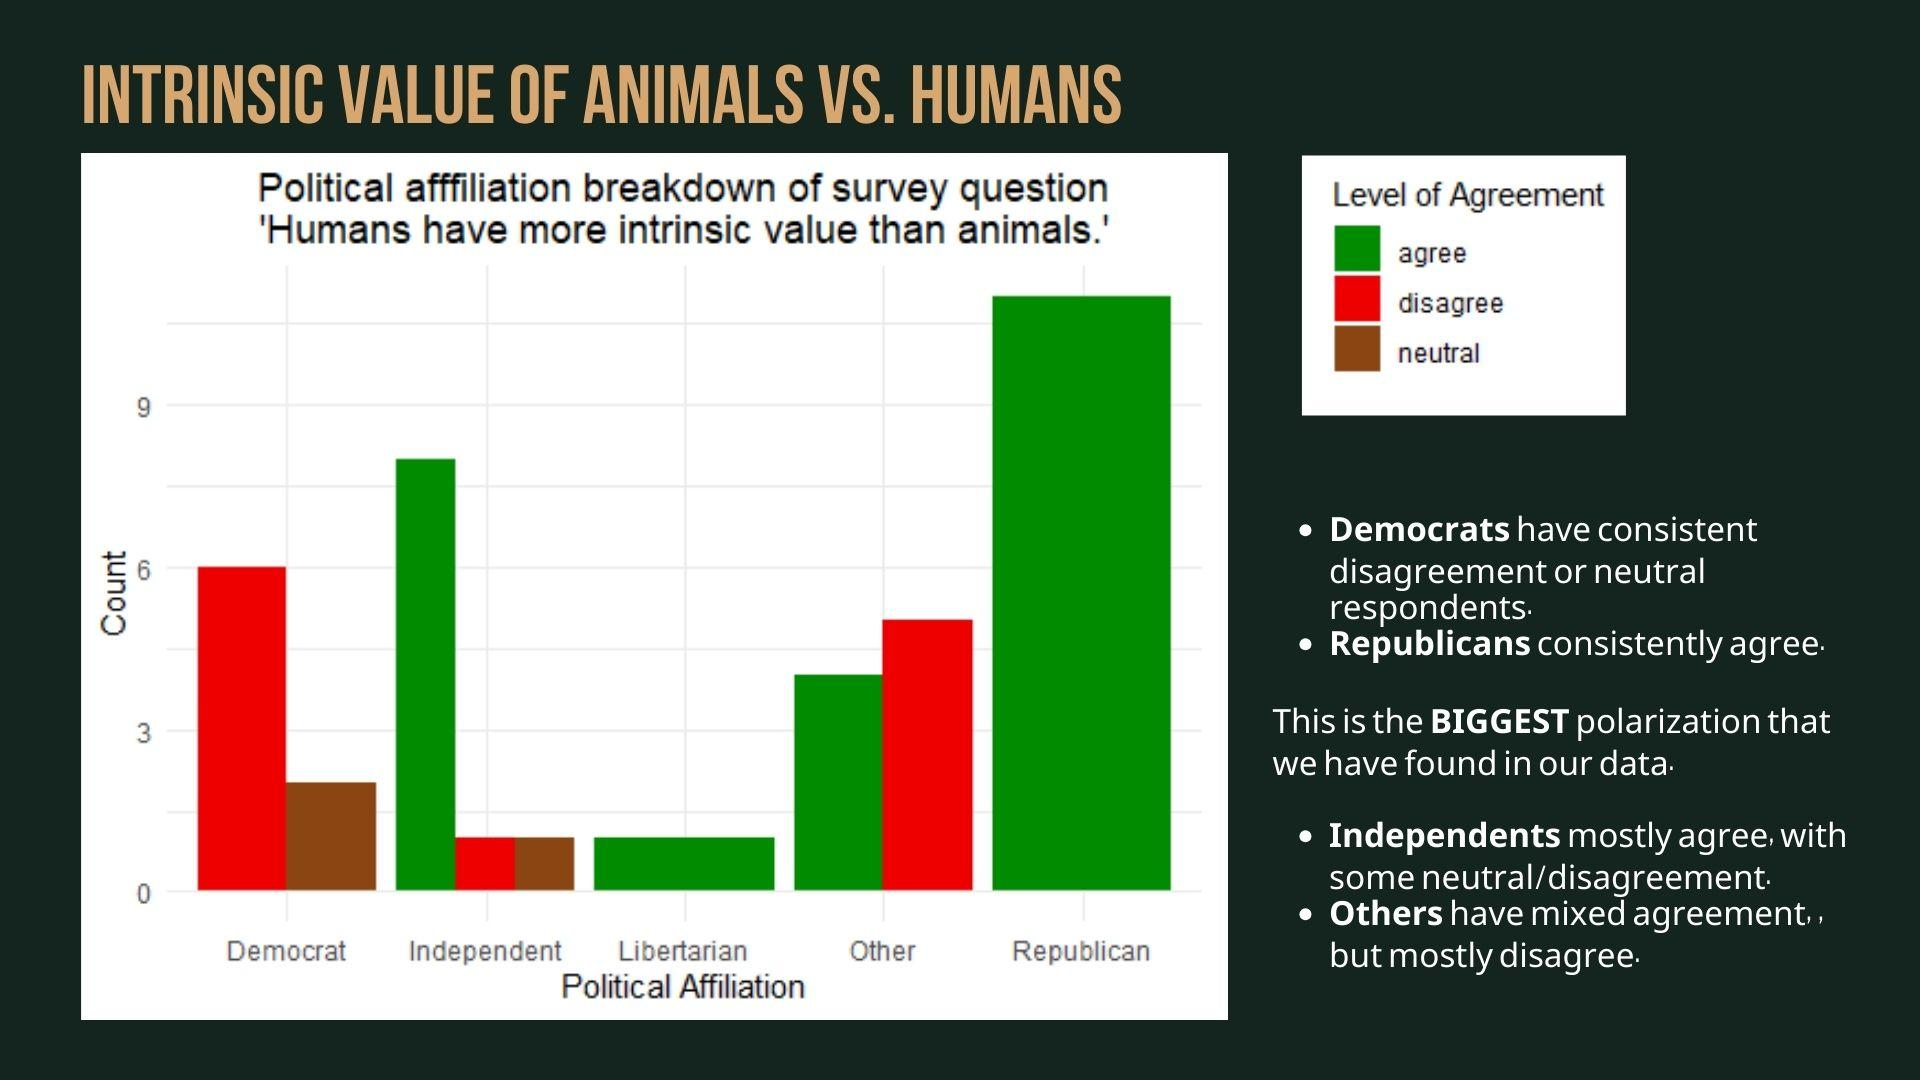 INTRINSIC VALUE OF ANIMALS VS. HUMANS
Political afffiliation breakdown of survey question
'Humans have more intrinsic value than animals.'
Count
9
6
3
0
Democrat
Independent
Libertarian
Other
Republican
Political Affiliation
Level of Agreement
agree
disagree
neutral
• Democrats have consistent
disagreement or neutral
respondents.
• Republicans consistently agree.
This is the BIGGEST polarization that
we have found in our data.
• Independents mostly agree, with
some neutral/disagreement.
• Others have mixed agreement, ,
but mostly disagree.